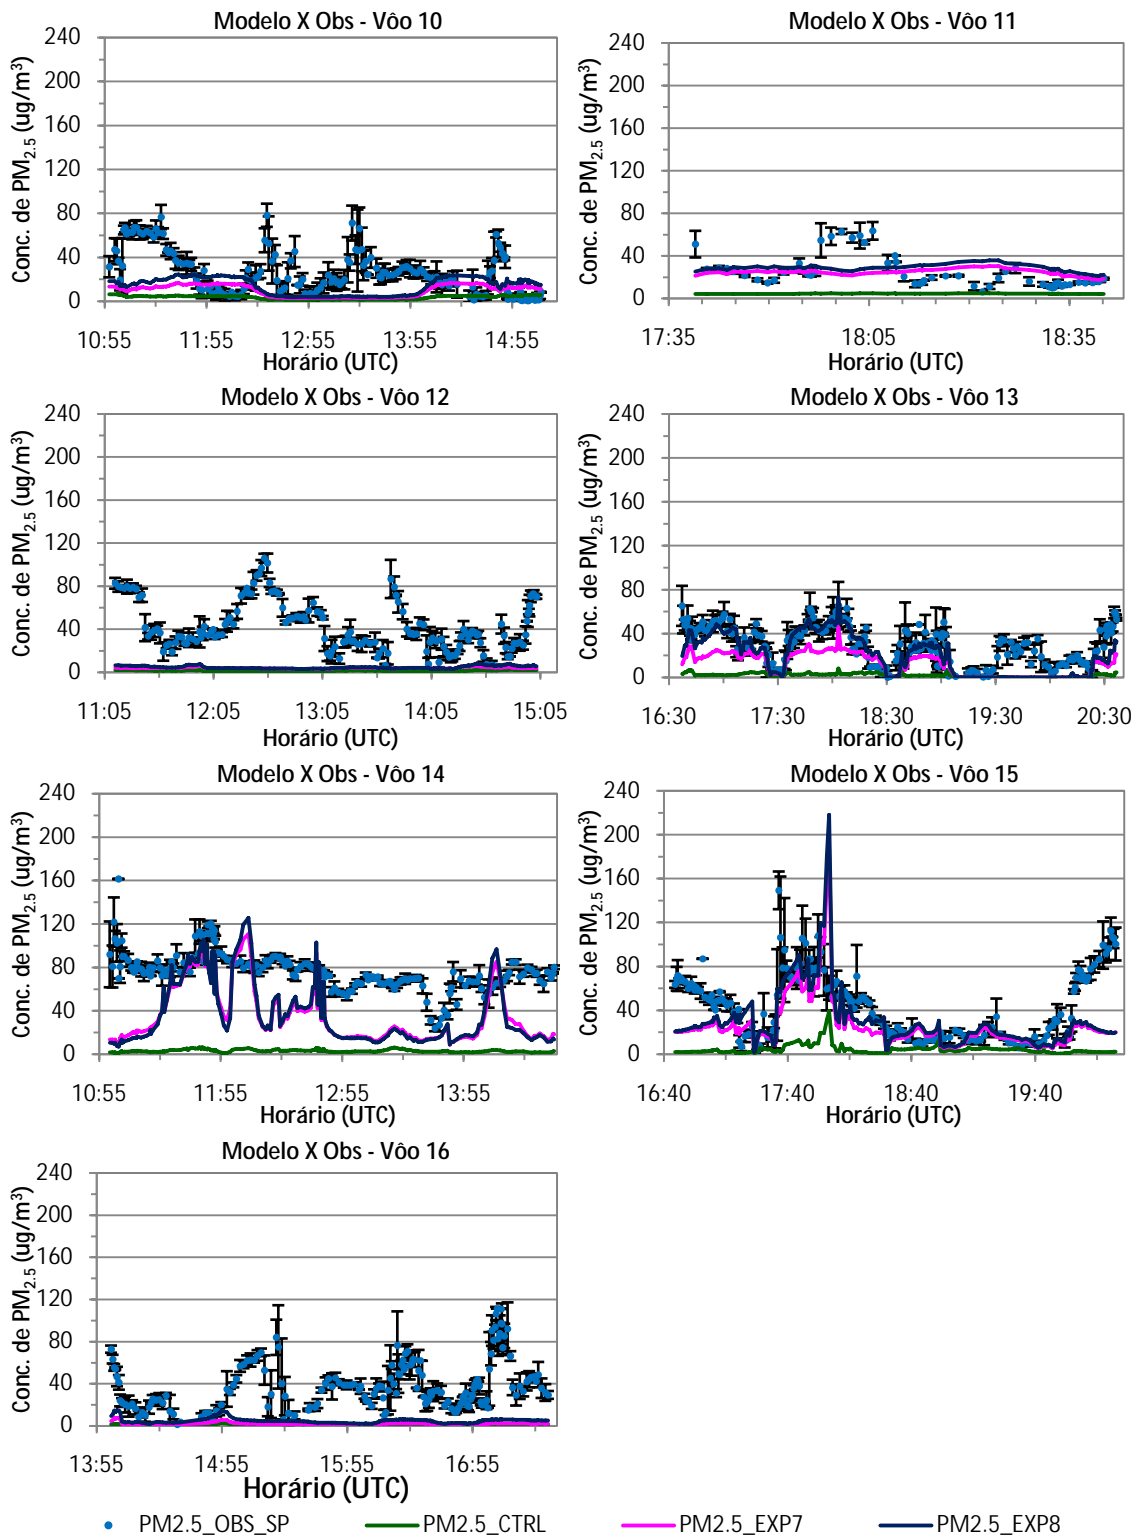 Modelo X Obs - Vôo 10
Conc. de PM2.5 (ug/m³)
240
200
160
120
80
40
0
10:55 11:55 12:55 13:55 14:55
Horário (UTC)
Modelo X Obs - Vôo 11
Conc. de PM2.5 (ug/m³)
240
200
160
120
80
40
0
17:35 18:05 18:35
Horário (UTC)
Modelo X Obs - Vôo 12
Conc. de PM2.5 (ug/m³)
240
200
160
120
80
40
0
11:05 12:05 13:05 14:05 15:05
Horário (UTC)
Modelo X Obs - Vôo 13
Conc. de PM2.5 (ug/m³)
240
200
160
120
80
40
0
16:30 17:30 18:30 19:30 20:30
Horário (UTC)
Modelo X Obs - Vôo 14
Conc. de PM2.5 (ug/m³)
240
200
160
120
80
40
0
10:55 11:55 12:55 13:55
Horário (UTC)
Modelo X Obs - Vôo 15
Conc. de PM2.5 (ug/m³)
240
200
160
120
80
40
0
16:40 17:40 18:40 19:40
Horário (UTC)
Modelo X Obs - Vôo 16
Conc. de PM2.5 (ug/m³)
240
200
160
120
80
40
0
13:55 14:55 15:55 16:55
Horário (UTC)
PM2.5_OBS_SP PM2.5_CTRL PM2.5_EXP7 PM2.5_EXP8